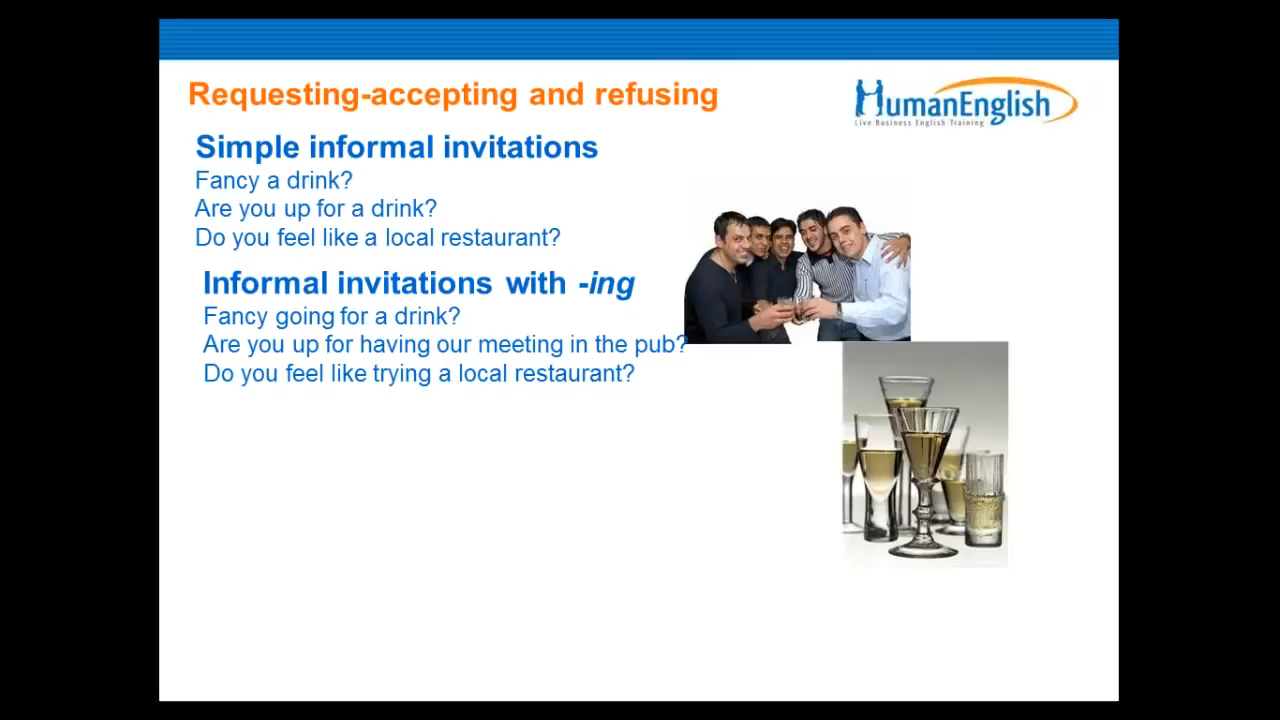 Requesting-accepting and refusing
HumanEnglish
Live Business English Training
Simple informal invitations
Fancy a drink?
Are you up for a drink?
Do you feel like a local restaurant?
Informal invitations with -ing
Fancy going for a drink?
Are you up for having our meeting in the pub?
Do you feel like trying a local restaurant?